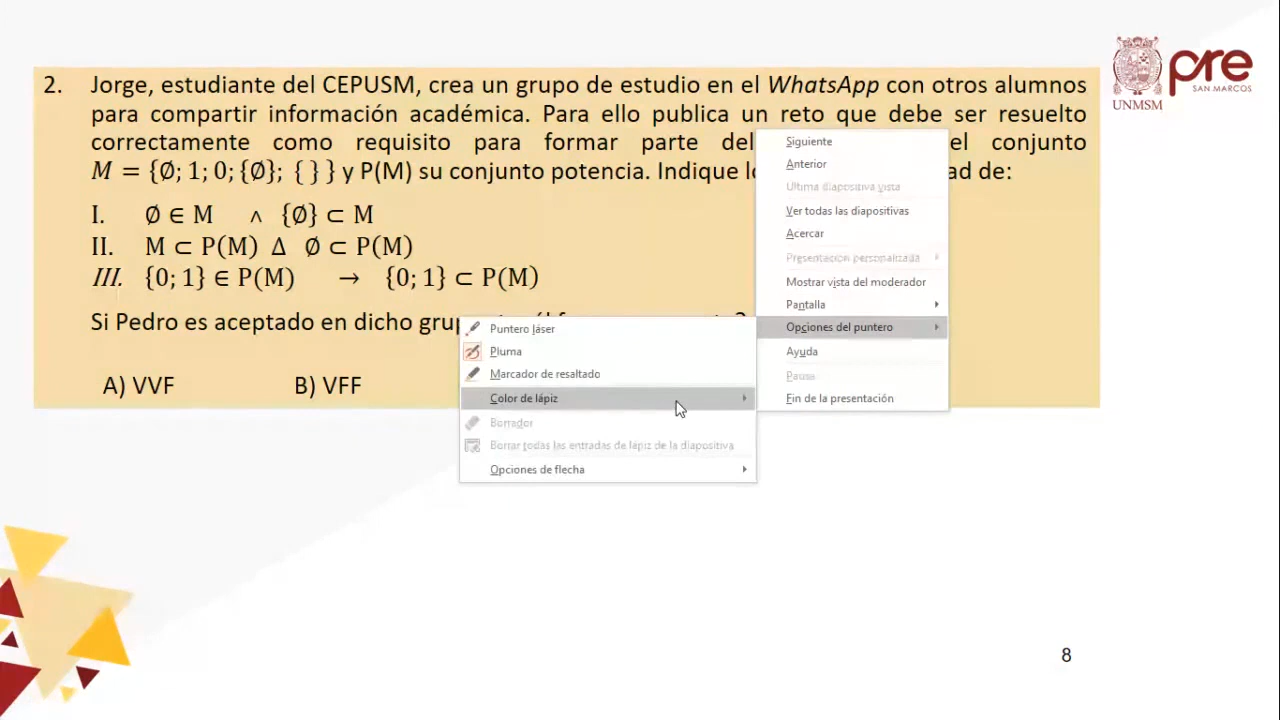 pre
SAN MARCOS
UNMSM
2. Jorge, estudiante del CEPUSM, crea un grupo de estudio en el WhatsApp con otros alumnos
para compartir información académica. Para ello publica un reto que debe ser resuelto
correctamente como requisito para formar parte del el conjunto
M = {∅; 1; 0; {∅}; { } } y P(M) su conjunto potencia. Indique ad de:
I. ∅ ∈ M ∧ {∅} ⊂ M
II. M ⊂ P(M) Δ ∅ ⊂ P(M)
III. {0; 1} ∈ P(M) → {0; 1} ⊂ P(M)
Si Pedro es aceptado en dicho grup
A) VVF B) VFF
Siguiente
Anterior
Última diapositiva vista
Ver todas las diapositivas
Acercar
Presentación personalizada
Mostrar vista del moderador
Pantalla
Opciones del puntero
Ayuda
Pausa
Fin de la presentación
Puntero láser
Pluma
Marcador de resaltado
Color de lápiz
Borrador
Borrar todas las entradas de lápiz de la diapositiva
Opciones de flecha
8